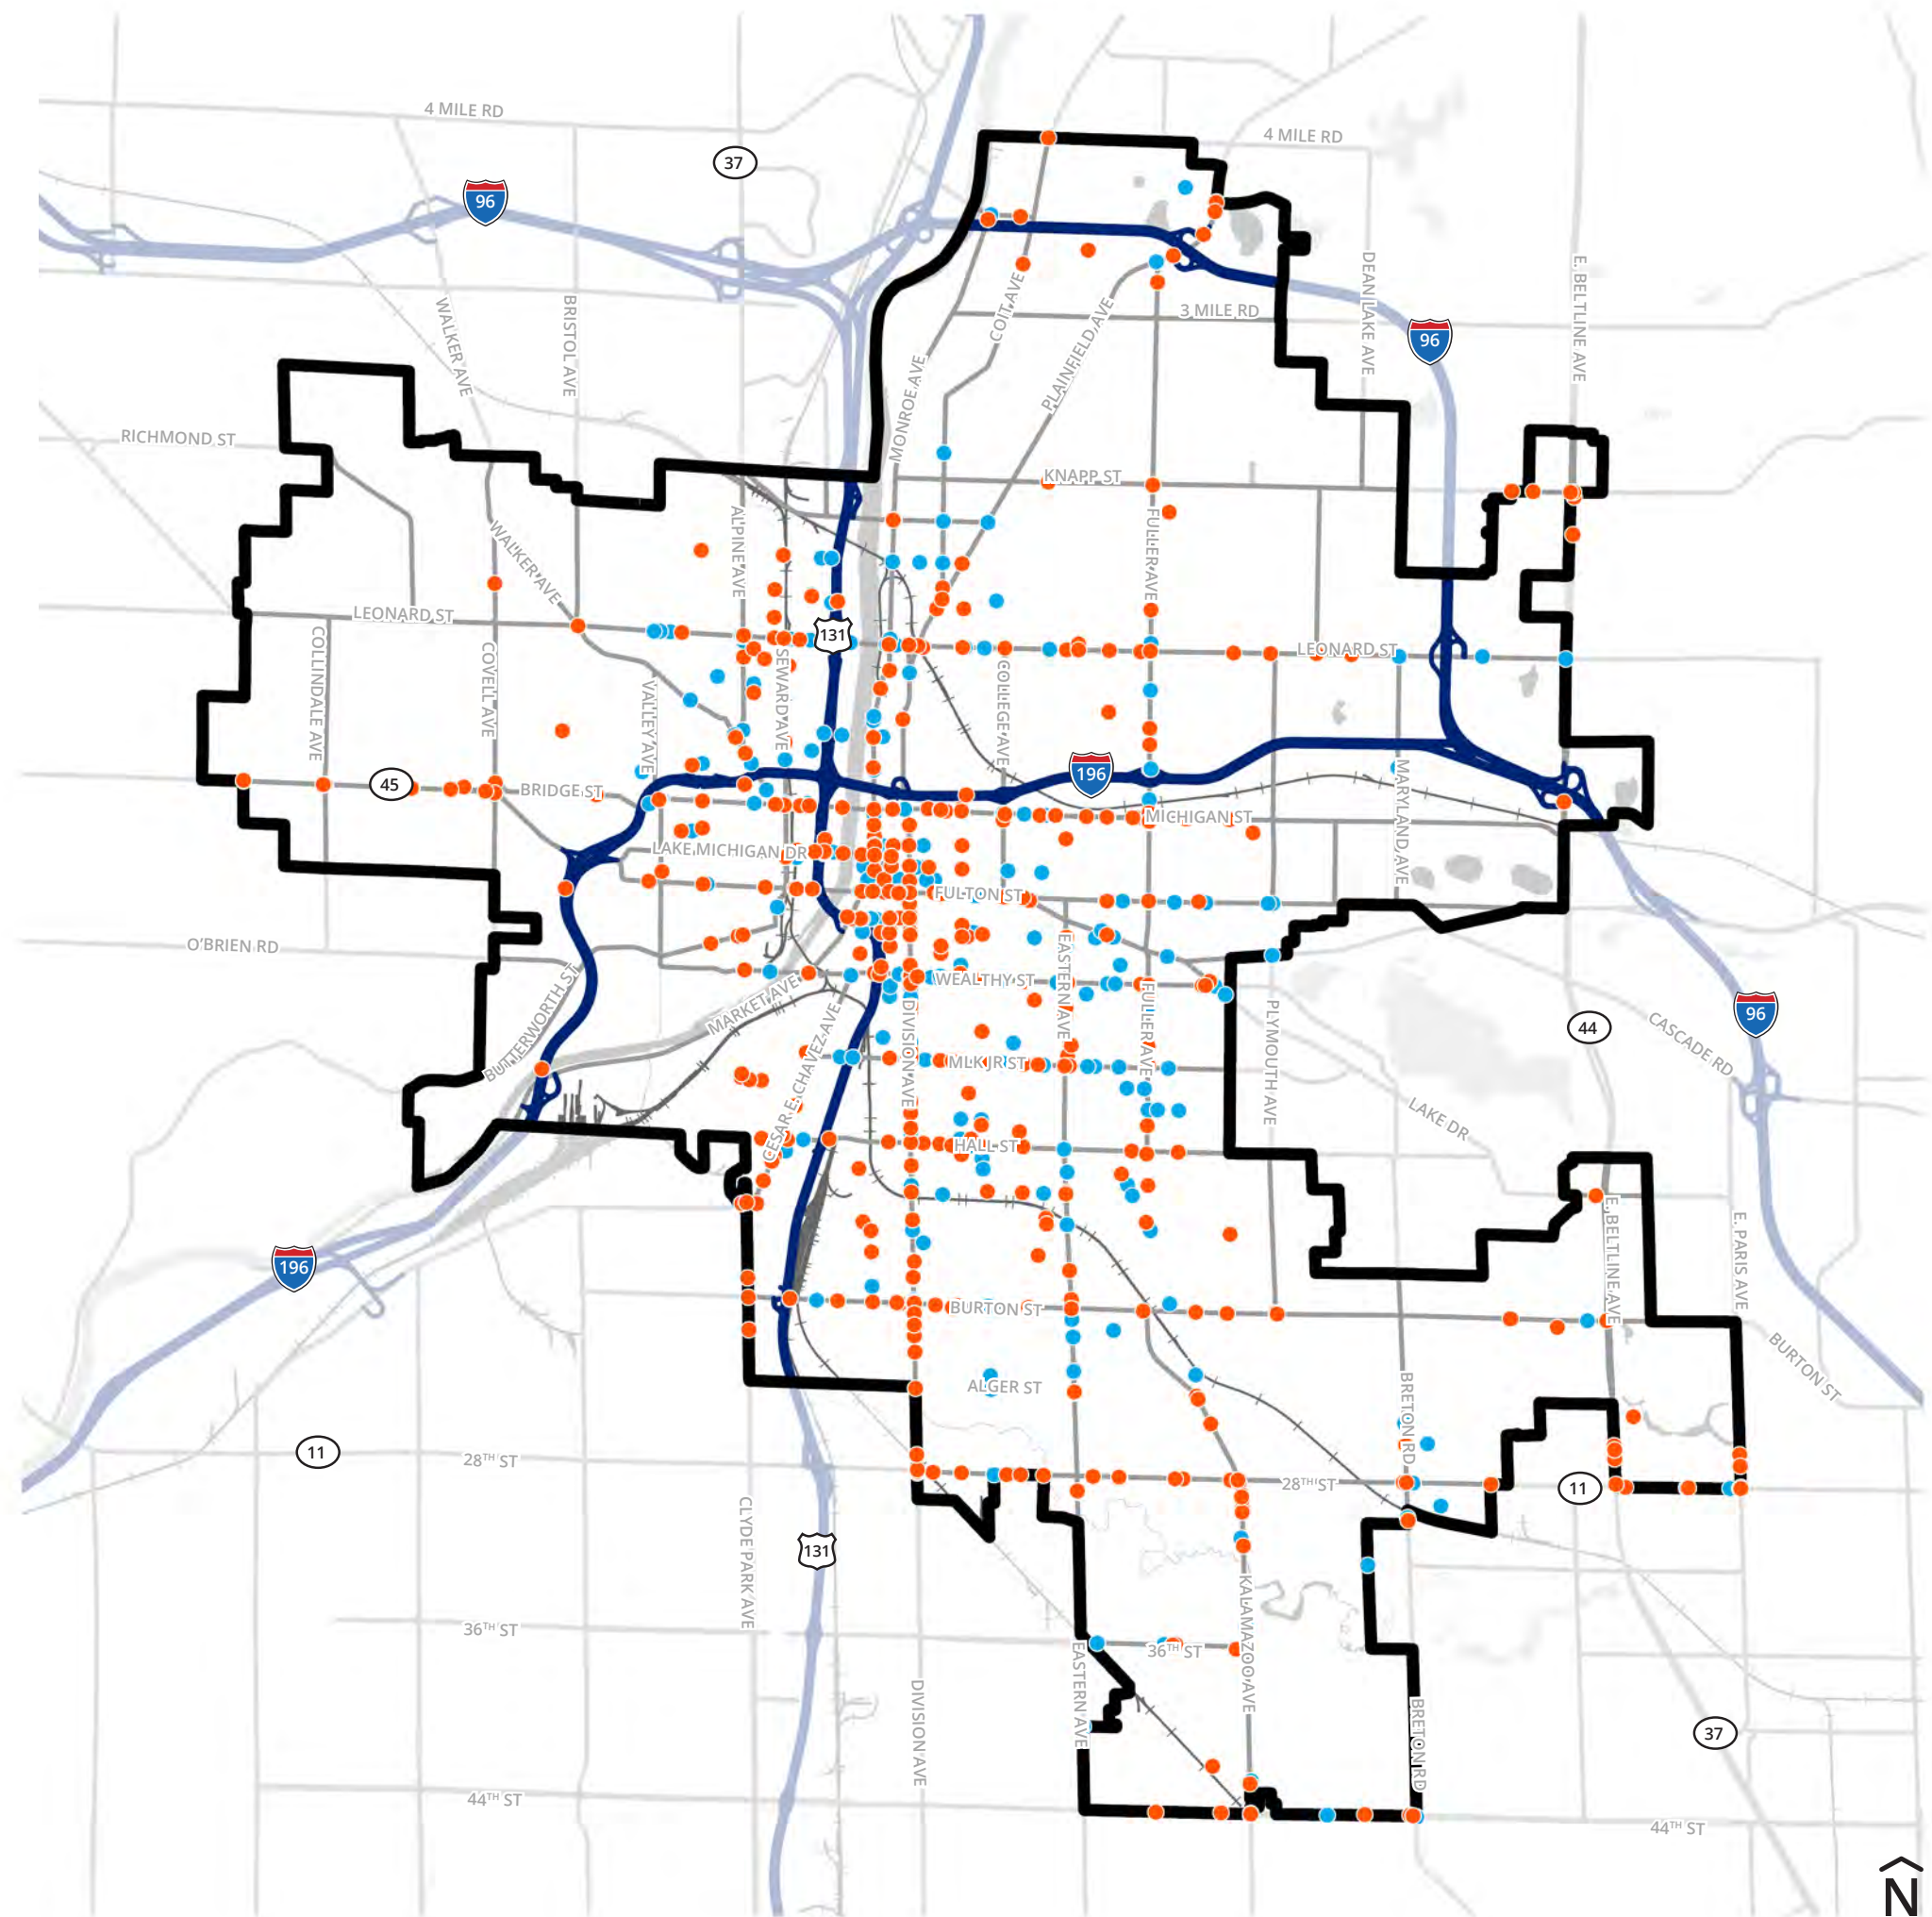 4 MILE RD
4 MILE RD
37
96
WALKER AVE
BRISTOL AVE
COIT AVE
PLAINFIELD AVE
3 MILE RD
DEAN LAKE AVE
E. BELTLINE AVE
96
MONROE AVE
RICHMOND ST
KNAPP ST
WALKER AVE
ALPINE AVE
FULLER AVE
LEONARD ST
131
LEONARD ST
COLLINDALE AVE
COVELL AVE
VALLEY AVE
SEWARD AVE
COLLEGE AVE
45
BRIDGE ST
196
MICHIGAN ST
MARYLAND AVE
LAKE MICHIGAN DR
FULTON ST
O'BRIEN RD
BUTTERWORTH ST
MARKET AVE
WEALTHY ST
EASTERN AVE
FULLER AVE
PLYMOUTH AVE
44
CASCADE RD
96
CESAR E CHAVEZ AVE
DIVISION AVE
MLK JR ST
LAKE DR
HALL ST
196
E. BELTLINE AVE
E. PARIS AVE
BURTON ST
BURTON ST
ALGER ST
BRETON RD
11
28TH ST
28TH ST
11
CLYDE PARK AVE
131
KALAMAZOO AVE
36TH ST
36TH ST
DIVISION AVE
EASTERN AVE
BRETON RD
37
44TH ST
44TH ST
N